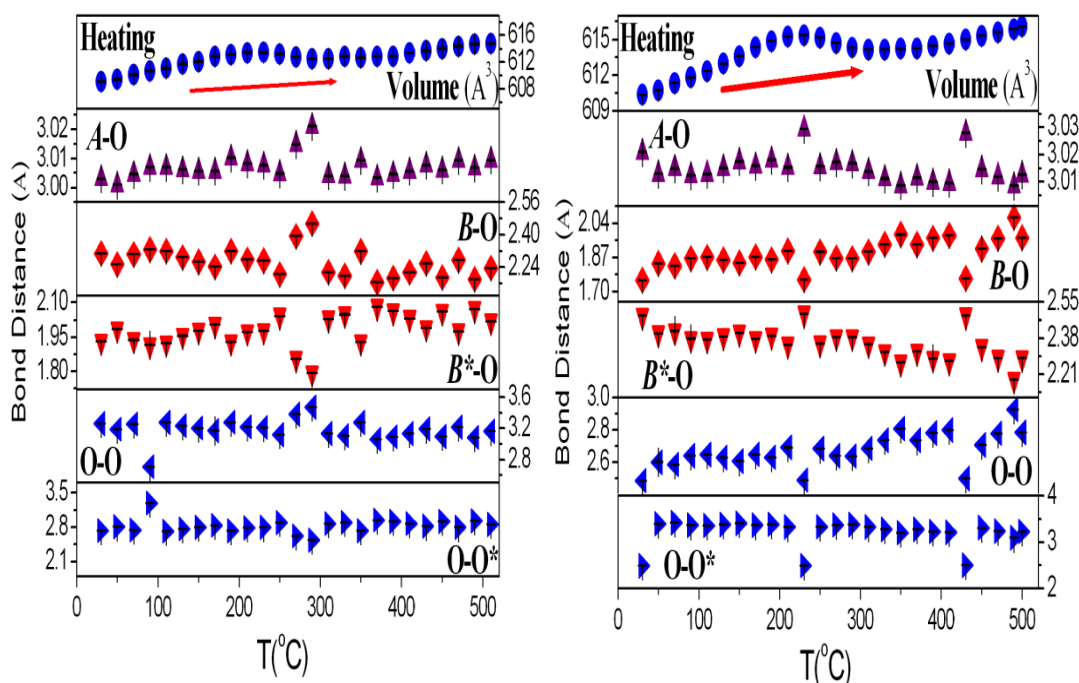 Heating
Volume (A³)
616
612
608
A-O
3.02
3.01
3.00
2.56
B-O
2.40
2.24
2.10
1.95
1.80
B*-O
3.6
3.2
2.8
O-O
3.5
2.8
2.1
O-O*
Bond Distance (A)
0 100 200 300 400 500
T(°C)
Heating
615
612
609
Volume (A³)
A-O
3.03
3.02
3.01
2.04
1.87
1.70
B-O
2.55
2.38
2.21
B*-O
3.0
2.8
2.6
O-O
4
3
2
O-O*
Bond Distance (A)
0 100 200 300 400 500
T(°C)